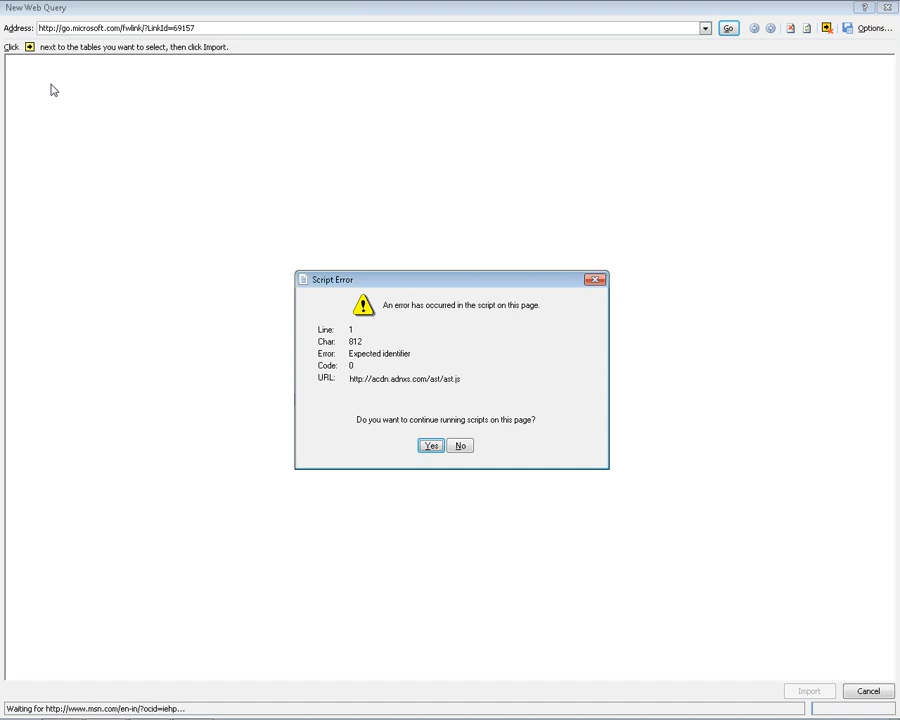 New Web Query
Address: http://go.microsoft.com/fwlink/?LinkId=69157 Go Options...
Click next to the tables you want to select, then click Import.
Script Error
An error has occurred in the script on this page.
Line: 1
Char: 812
Error: Expected identifier
Code: 0
URL: http://acdn.adnxs.com/ast/ast.js
Do you want to continue running scripts on this page?
Yes No
Import Cancel
Waiting for http://www.msn.com/en-in/?ocid=iehp...